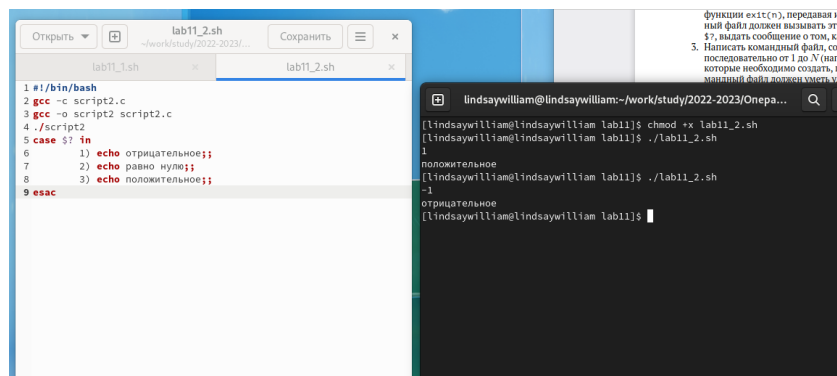 Открыть
lab11_2.sh
~/work/study/2022-2023/...
Сохранить
lab11_1.sh
lab11_2.sh
1 #!/bin/bash
2 gcc -c script2.c
3 gcc -o script2 script2.c
4 ./script2
5 case $? in
6 1) echo отрицательное;;
7 2) echo равно нулю;;
8 3) echo положительное;;
9 esac
функции exit(n), передавая
ный файл должен вызывать эт
$?, выдать сообщение о том, к
3. Написать командный файл, со
последовательно от 1 до N (нап
которые необходимо создать,
мандный файл должен уметь у
lindsaywilliam@lindsaywilliam:~/work/study/2022-2023/Опера...
[lindsaywilliam@lindsaywilliam lab11]$ chmod +x lab11_2.sh
[lindsaywilliam@lindsaywilliam lab11]$ ./lab11_2.sh
1
положительное
[lindsaywilliam@lindsaywilliam lab11]$ ./lab11_2.sh
-1
отрицательное
[lindsaywilliam@lindsaywilliam lab11]$